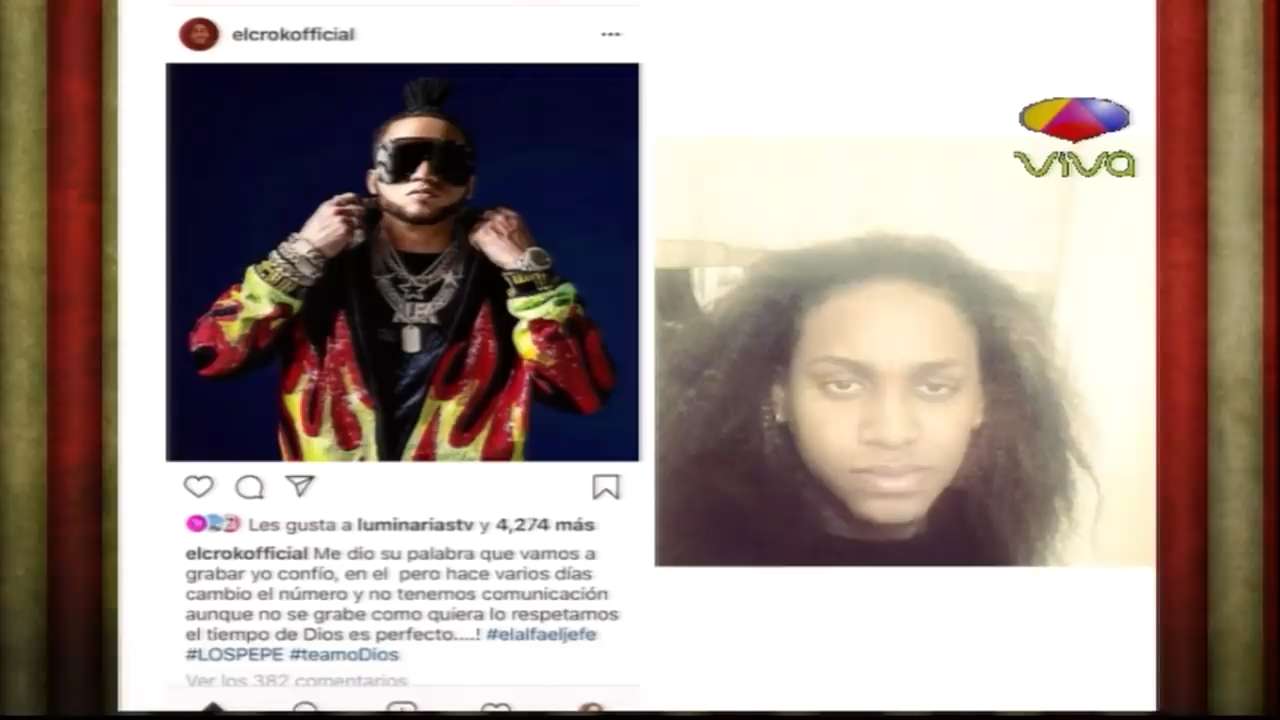 elcrokofficial
viva
Les gusta a luminariastv y 4,274 más
elcrokofficial Me dio su palabra que vamos a
grabar yo confío, en el pero hace varios días
cambio el número y no tenemos comunicación
aunque no se grabe como quiera lo respetamos
el tiempo de Dios es perfecto....! #elalfaeljefe
#LOSPEPE #teamoDios
Ver los 382 comentarios